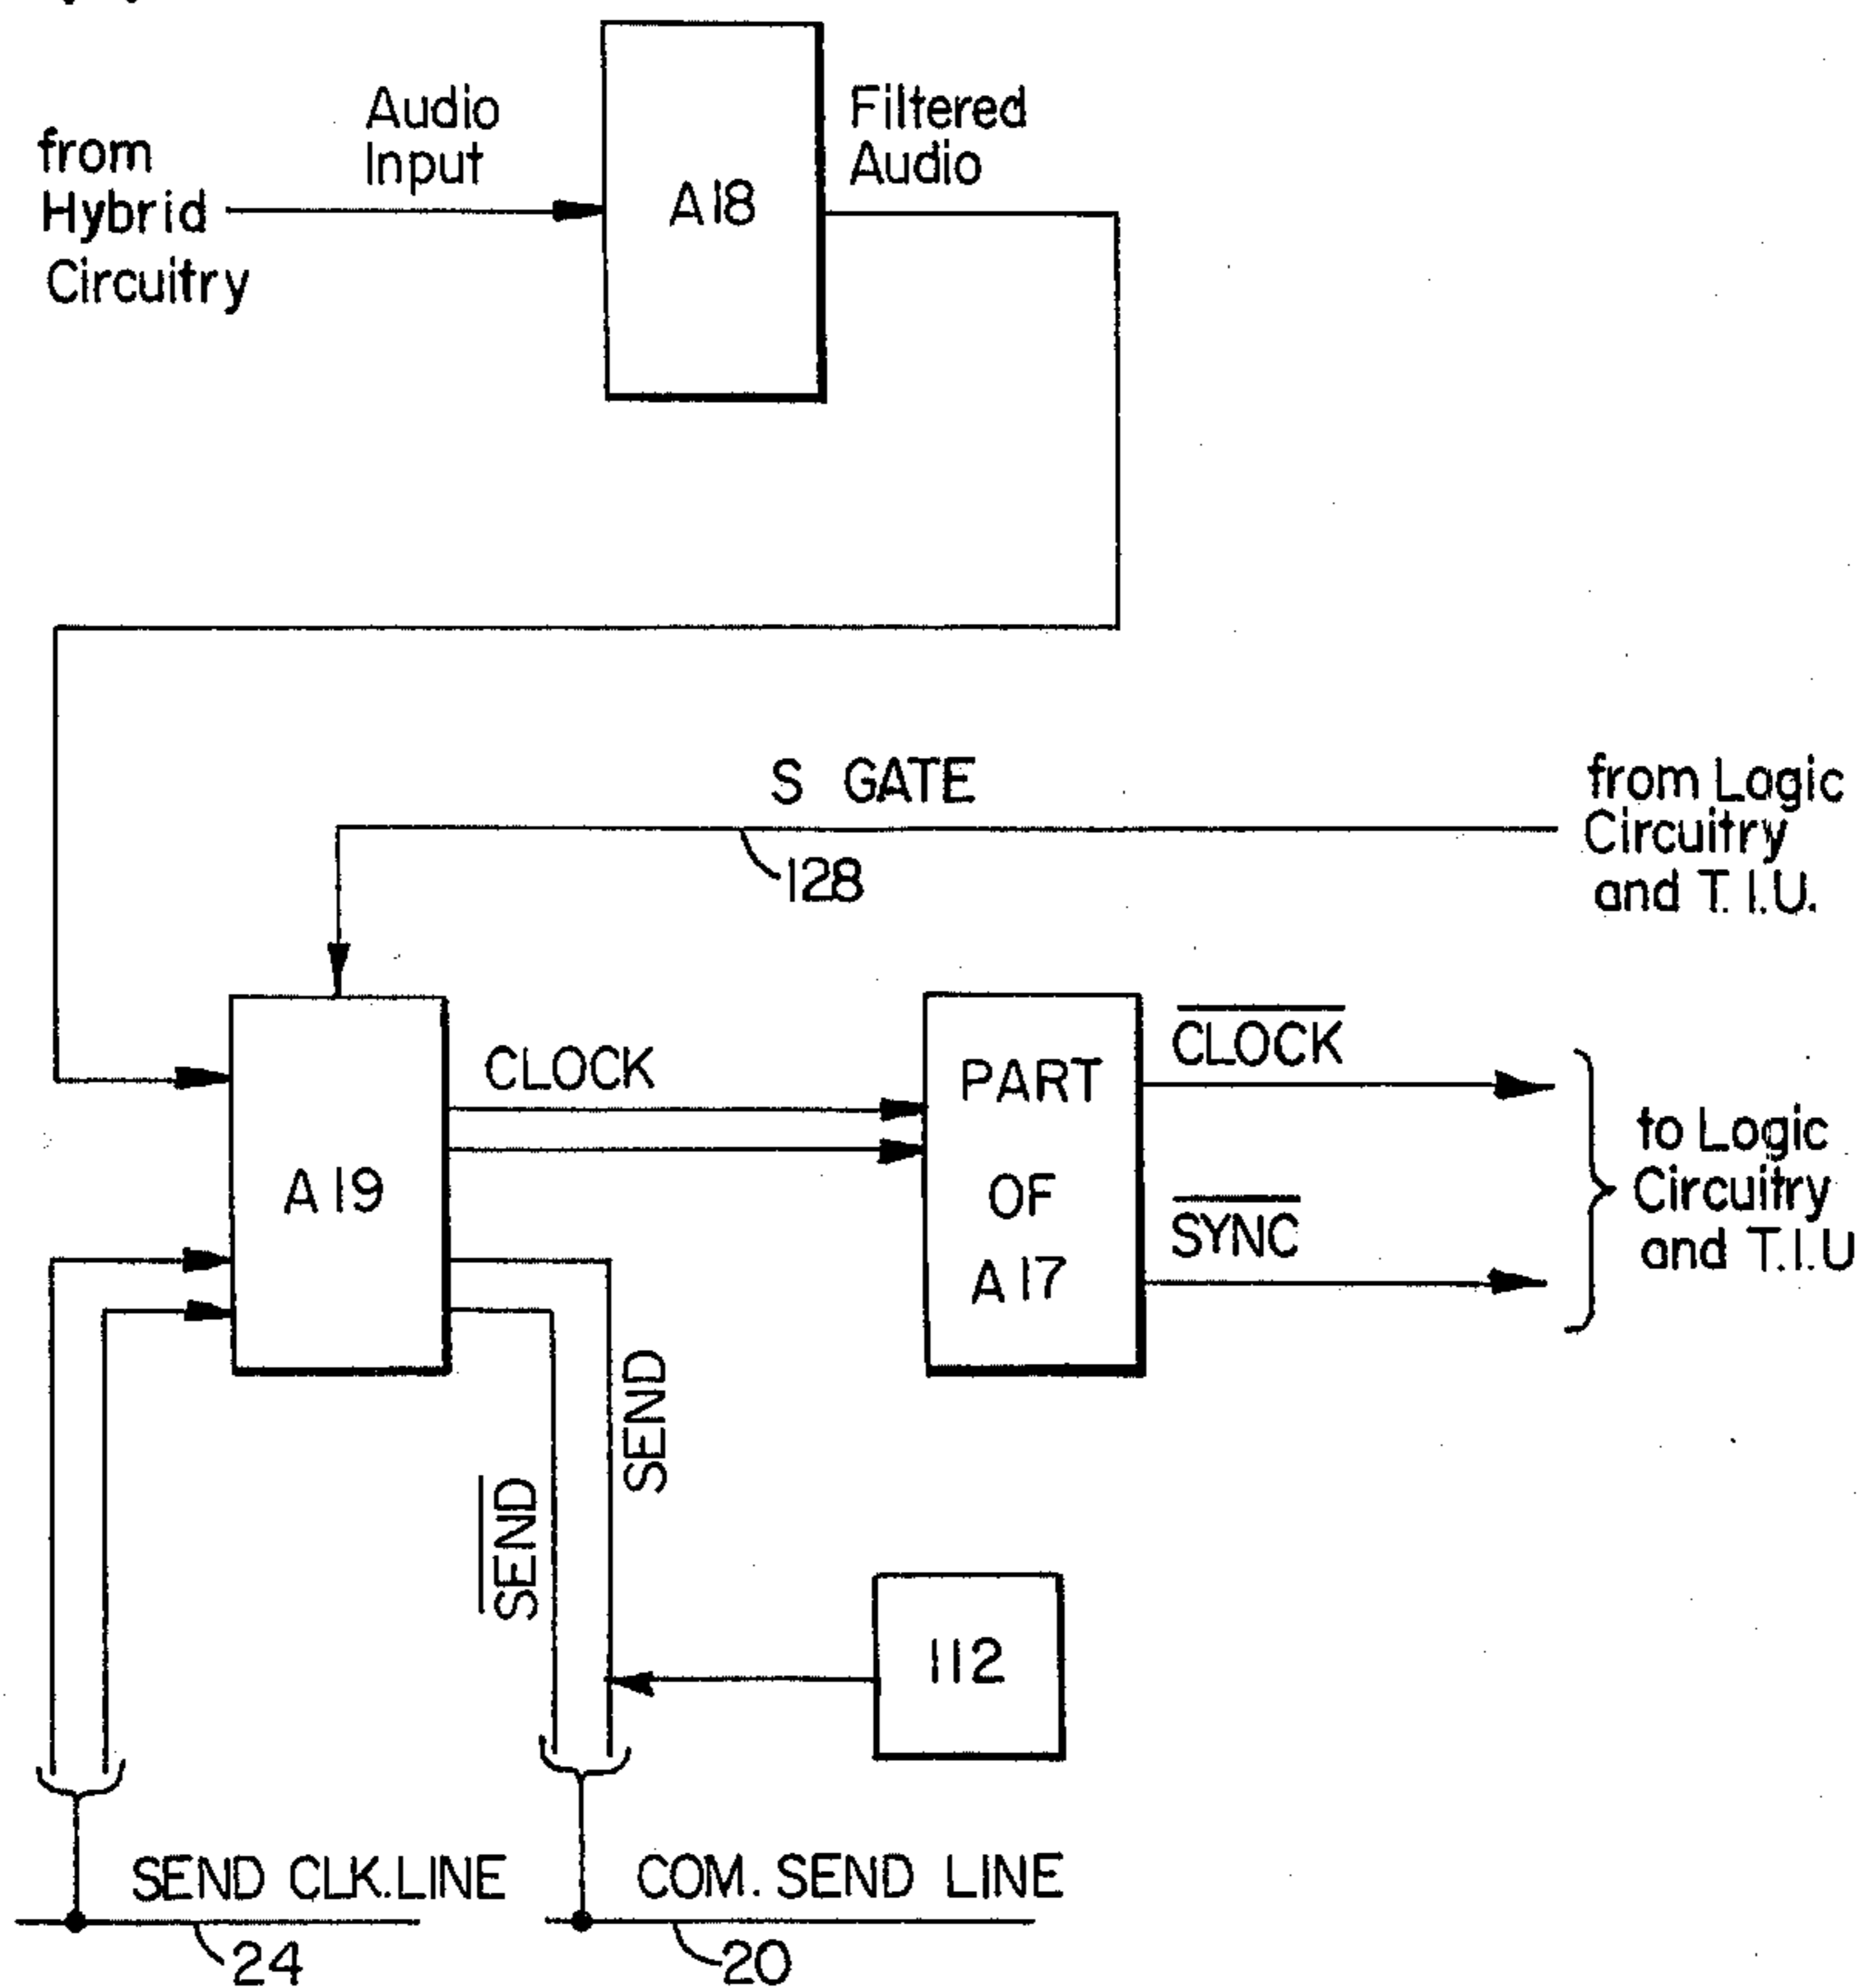 from
Hybrid
Circuitry
Audio
Input
A18
Filtered
Audio
S GATE
128
from Logic
Circuitry
and T.I.U.
A19
CLOCK
PART
OF
A17
CLOCK
SYNC
to Logic
Circuitry
and T.I.U
SEND
SEND
112
SEND CLK.LINE
24
COM. SEND LINE
20